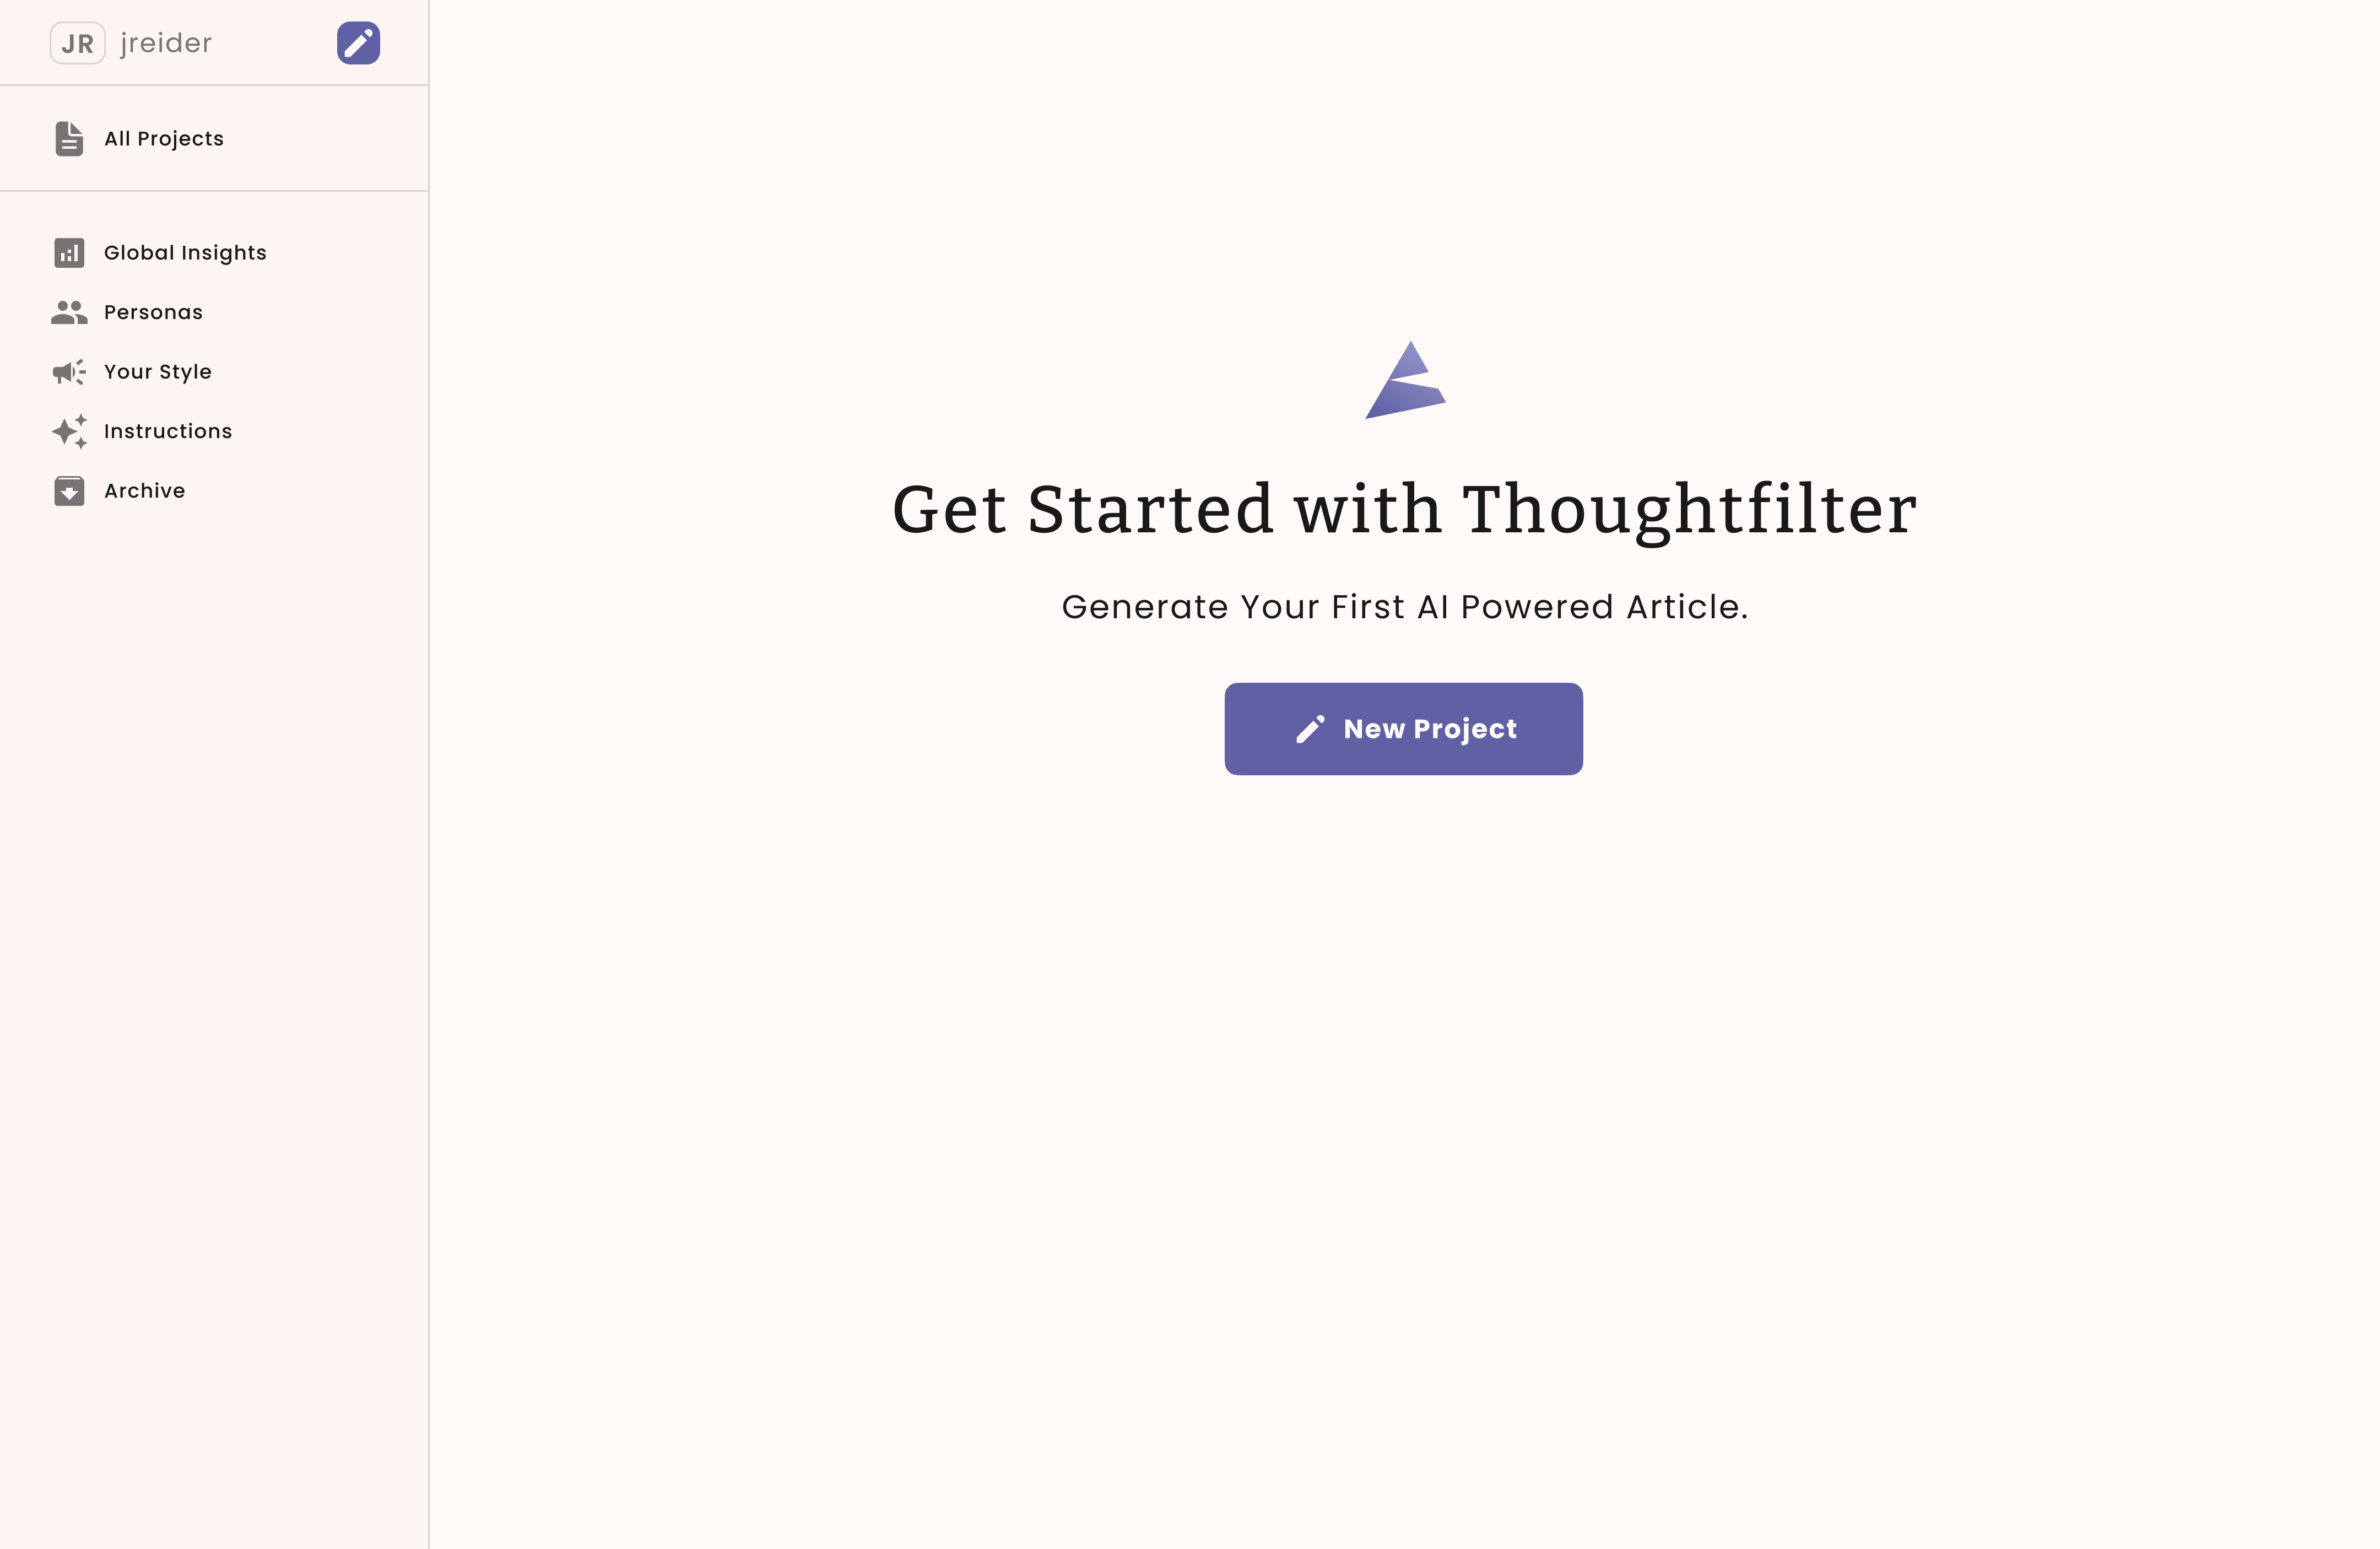 JR jreider
All Projects
Global Insights
Personas
Your Style
Instructions
Archive
Get Started with Thoughtfilter
Generate Your First AI Powered Article.
New Project